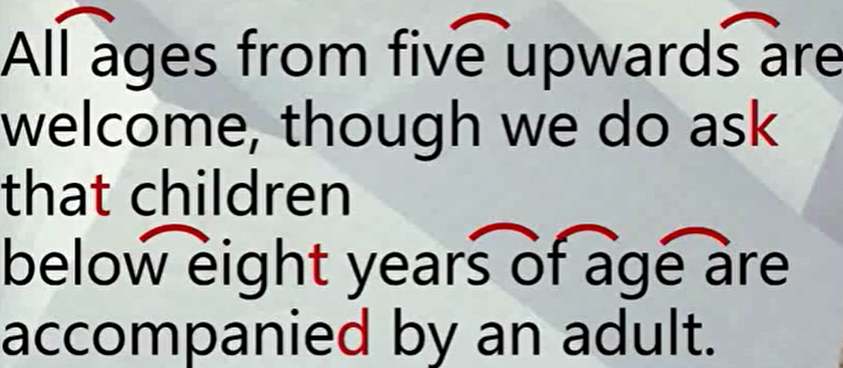 All ages from five upwards are
welcome, though we do ask
that children
below eight years of age are
accompanied by an adult.